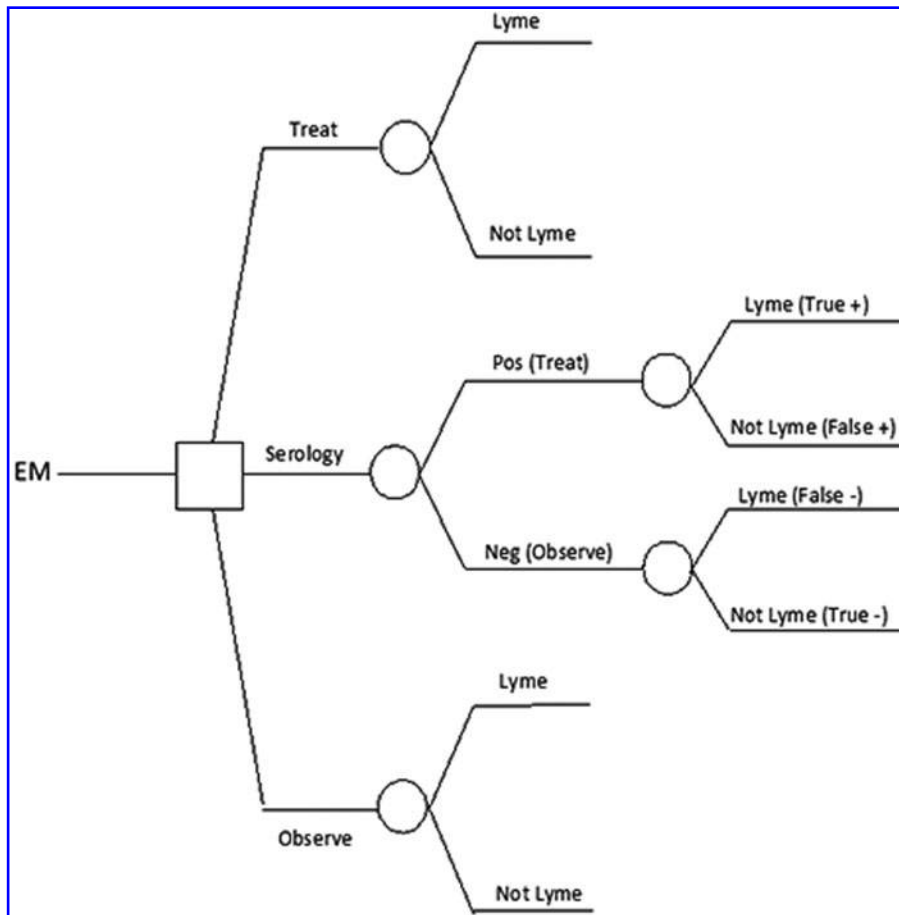 Lyme
Treat
Not Lyme
Lyme (True +)
Pos (Treat)
Not Lyme (False +)
EM
Serology
Lyme (False -)
Neg (Observe)
Not Lyme (True -)
Lyme
Observe
Not Lyme